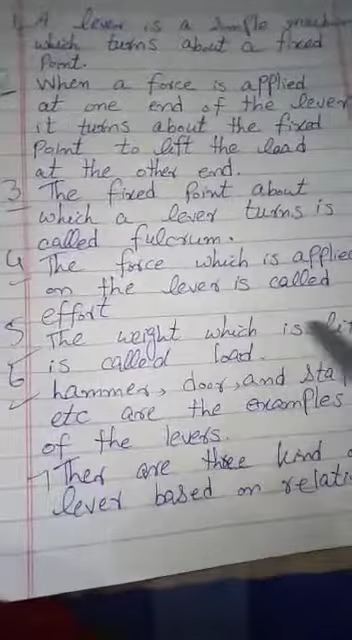 1. A lever is a simple machine
which turns about a fixed
Point.
When a force is applied
at one end of the lever
it turns about the fixed
Point to lift the load
at the other end.
3 The fixed Point about
which a lever turns is
called fulcrum.
4 The force which is applied
on the lever is called
effort
5 The weight which is
6 is called load.
hammer, door, and sta
etc are the examples
of the levers.
7 Ther are three kind
lever based on relati